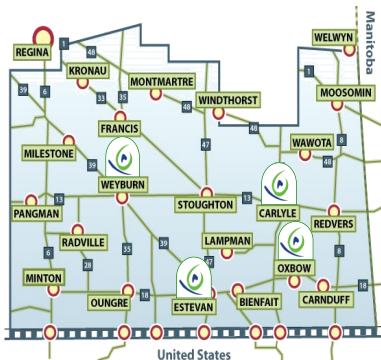 WELWYN
Manitoba
REGINA
1
48
KRONAU
MONTMARTRE
1
MOOSOMIN
39
6
33
35
WINDTHORST
FRANCIS
48
48
8
MILESTONE
39
47
WAWOTA
WEYBURN
13
STOUGHTON
13
CARLYLE
PANGMAN
REDVERS
RADVILLE
39
LAMPMAN
6
28
35
47
OXBOW
8
MINTON
OUNGRE
18
ESTEVAN
BIENFAIT
CARNDUFF
18
United States